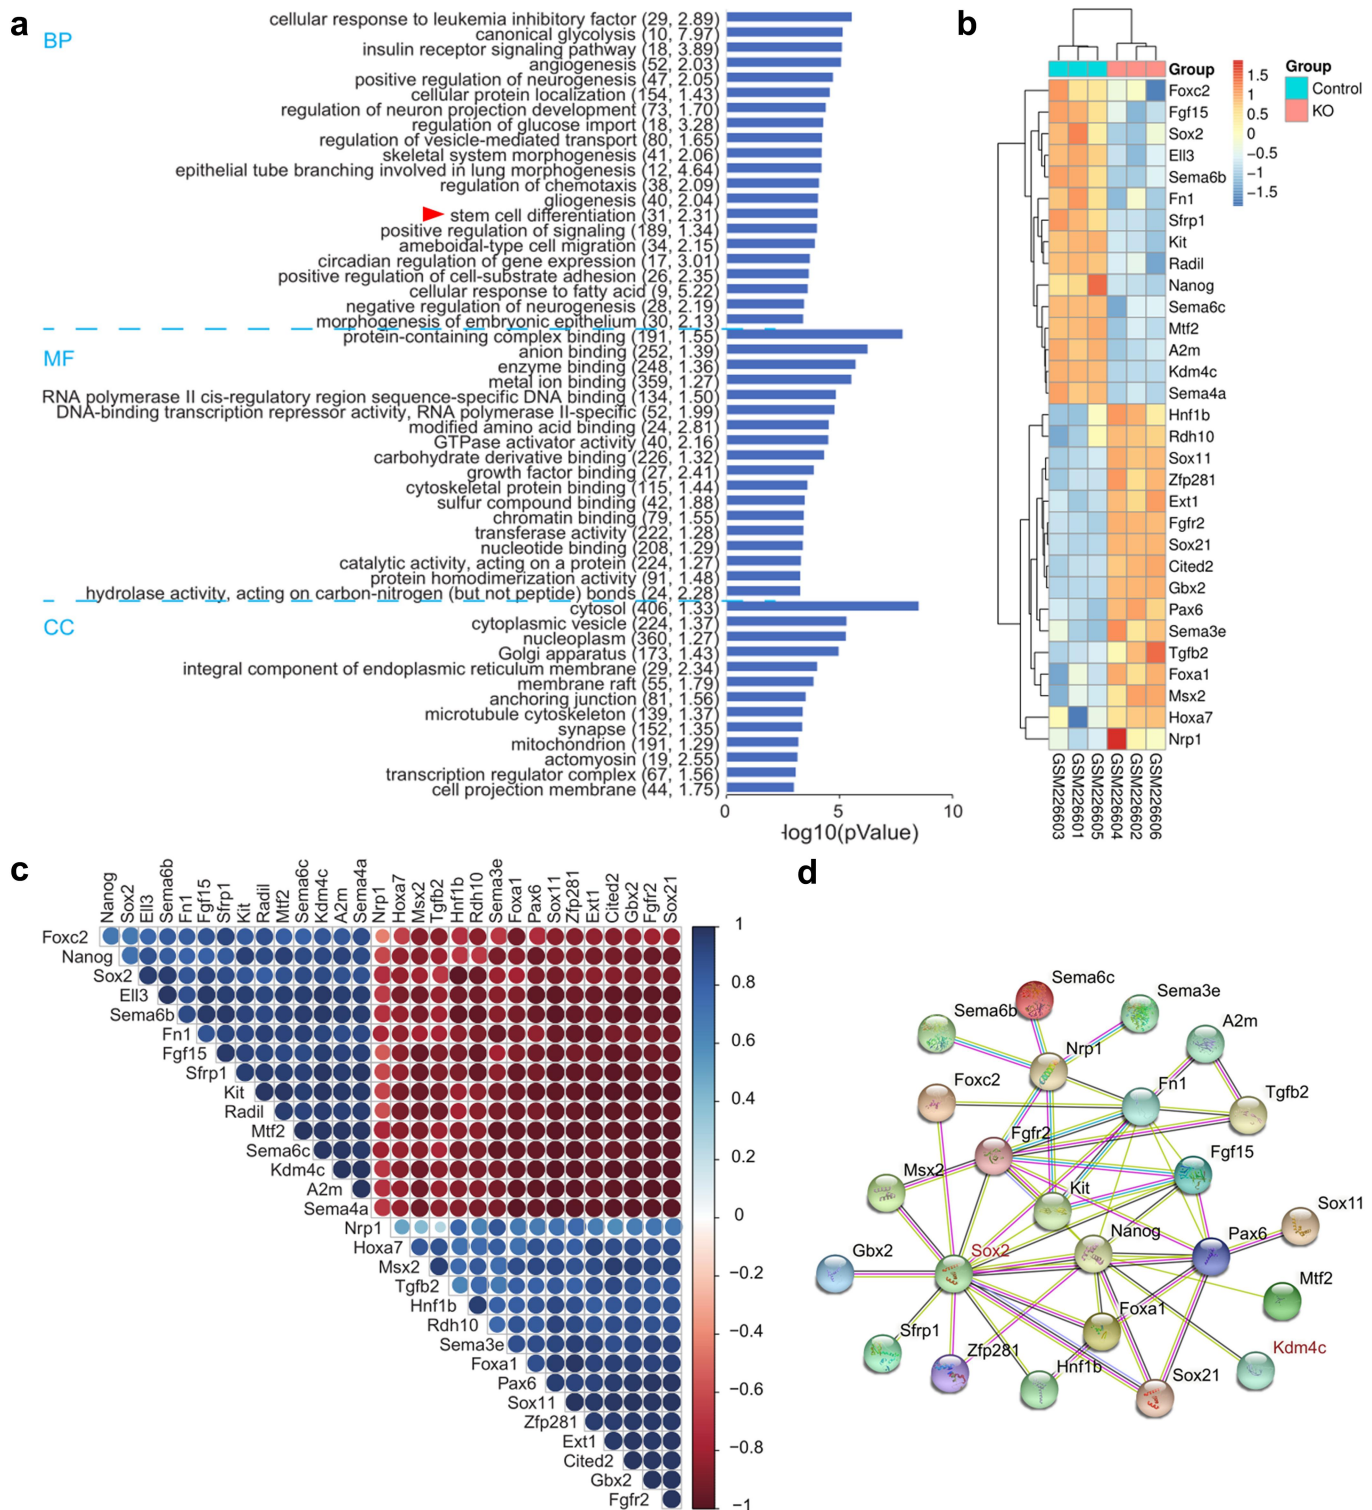 a
BP
cellular response to leukemia inhibitory factor (29, 2.89)
canonical glycolysis (10, 7.97)
insulin receptor signaling pathway (18, 3.89)
angiogenesis (52, 2.03)
positive regulation of neurogenesis (47, 2.05)
cellular protein localization (154, 1.43)
regulation of neuron projection development (73, 1.70)
regulation of glucose import (18, 3.28)
regulation of vesicle-mediated transport (80, 1.65)
skeletal system morphogenesis (41, 2.06)
epithelial tube branching involved in lung morphogenesis (12, 4.64)
regulation of chemotaxis (38, 2.09)
gliogenesis (40, 2.04)
stem cell differentiation (31, 2.31)
positive regulation of signaling (189, 1.34)
ameboidal-type cell migration (34, 2.15)
circadian regulation of gene expression (17, 3.01)
positive regulation of cell-substrate adhesion (26, 2.35)
cellular response to fatty acid (9, 5.22)
negative regulation of neurogenesis (28, 2.19)
morphogenesis of embryonic epithelium (30, 2.13)
MF
protein-containing complex binding (191, 1.55)
anion binding (252, 1.39)
enzyme binding (248, 1.36)
metal ion binding (359, 1.27)
RNA polymerase II cis-regulatory region sequence-specific DNA binding (134, 1.50)
DNA-binding transcription repressor activity, RNA polymerase II-specific (52, 1.99)
modified amino acid binding (24, 2.81)
GTPase activator activity (40, 2.16)
carbohydrate derivative binding (226, 1.32)
growth factor binding (27, 2.41)
cytoskeletal protein binding (115, 1.44)
sulfur compound binding (42, 1.88)
chromatin binding (79, 1.55)
transferase activity (222, 1.28)
nucleotide binding (208, 1.29)
catalytic activity, acting on a protein (224, 1.27)
protein homodimerization activity (91, 1.48)
hydrolase activity, acting on carbon-nitrogen (but not peptide) bonds (24, 2.28)
CC
cytosol (406, 1.33)
cytoplasmic vesicle (224, 1.37)
nucleoplasm (360, 1.27)
Golgi apparatus (173, 1.43)
integral component of endoplasmic reticulum membrane (29, 2.34)
membrane raft (55, 1.79)
anchoring junction (81, 1.56)
microtubule cytoskeleton (139, 1.37)
synapse (152, 1.35)
mitochondrion (191, 1.29)
actomyosin (19, 2.55)
transcription regulator complex (67, 1.56)
cell projection membrane (44, 1.75)
0 5 10
-log10(pValue)
b
Group
Foxc2
Fgf15
Sox2
Ell3
Sema6b
Fn1
Sfrp1
Kit
Radil
Nanog
Sema6c
Mtf2
A2m
Kdm4c
Sema4a
Hnf1b
Rdh10
Sox11
Zfp281
Ext1
Fgfr2
Sox21
Cited2
Gbx2
Pax6
Sema3e
Tgfb2
Foxa1
Msx2
Hoxa7
Nrp1
GSM226603
GSM226601
GSM226605
GSM226604
GSM226602
GSM226606
1.5
1
0.5
0
−0.5
−1
−1.5
Group
Control
KO
c
Nanog
Sox2
Ell3
Sema6b
Fn1
Fgf15
Sfrp1
Kit
Radil
Mtf2
Sema6c
Kdm4c
A2m
Sema4a
Nrp1
Hoxa7
Msx2
Tgfb2
Hnf1b
Rdh10
Sema3e
Foxa1
Pax6
Sox11
Zfp281
Ext1
Cited2
Gbx2
Fgfr2
Sox21
Foxc2
Nanog
Sox2
Ell3
Sema6b
Fn1
Fgf15
Sfrp1
Kit
Radil
Mtf2
Sema6c
Kdm4c
A2m
Sema4a
Nrp1
Hoxa7
Msx2
Tgfb2
Hnf1b
Rdh10
Sema3e
Foxa1
Pax6
Sox11
Zfp281
Ext1
Cited2
Gbx2
Fgfr2
1
0.8
0.6
0.4
0.2
0
−0.2
−0.4
−0.6
−0.8
−1
d
Sema6c
Sema3e
Sema6b
A2m
Nrp1
Foxc2
Fn1
Tgfb2
Fgfr2
Fgf15
Msx2
Kit
Sox11
Nanog
Pax6
Gbx2
Sox2
Mtf2
Foxa1
Sfrp1
Kdm4c
Zfp281
Hnf1b
Sox21